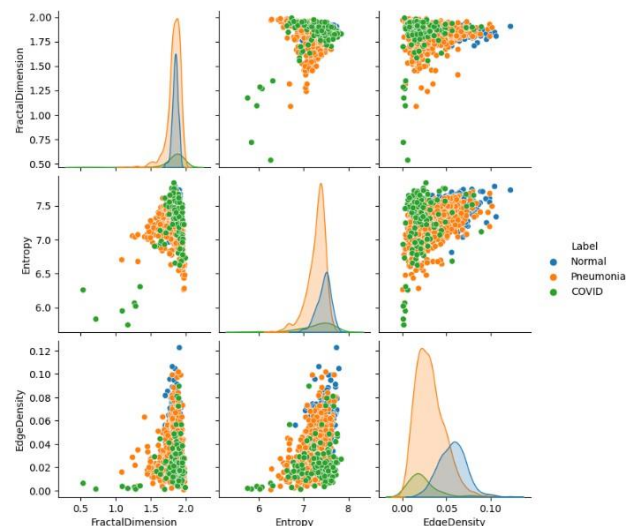 FractalDimension
2.00
1.75
1.50
1.25
1.00
0.75
0.50
Entropy
7.5
7.0
6.5
6.0
Label
Normal
Pneumonia
COVID
EdgeDensity
0.12
0.10
0.08
0.06
0.04
0.02
0.00
0.5 1.0 1.5 2.0
FractalDimension
6 7 8
Entropy
0.00 0.05 0.10
EdgeDensity